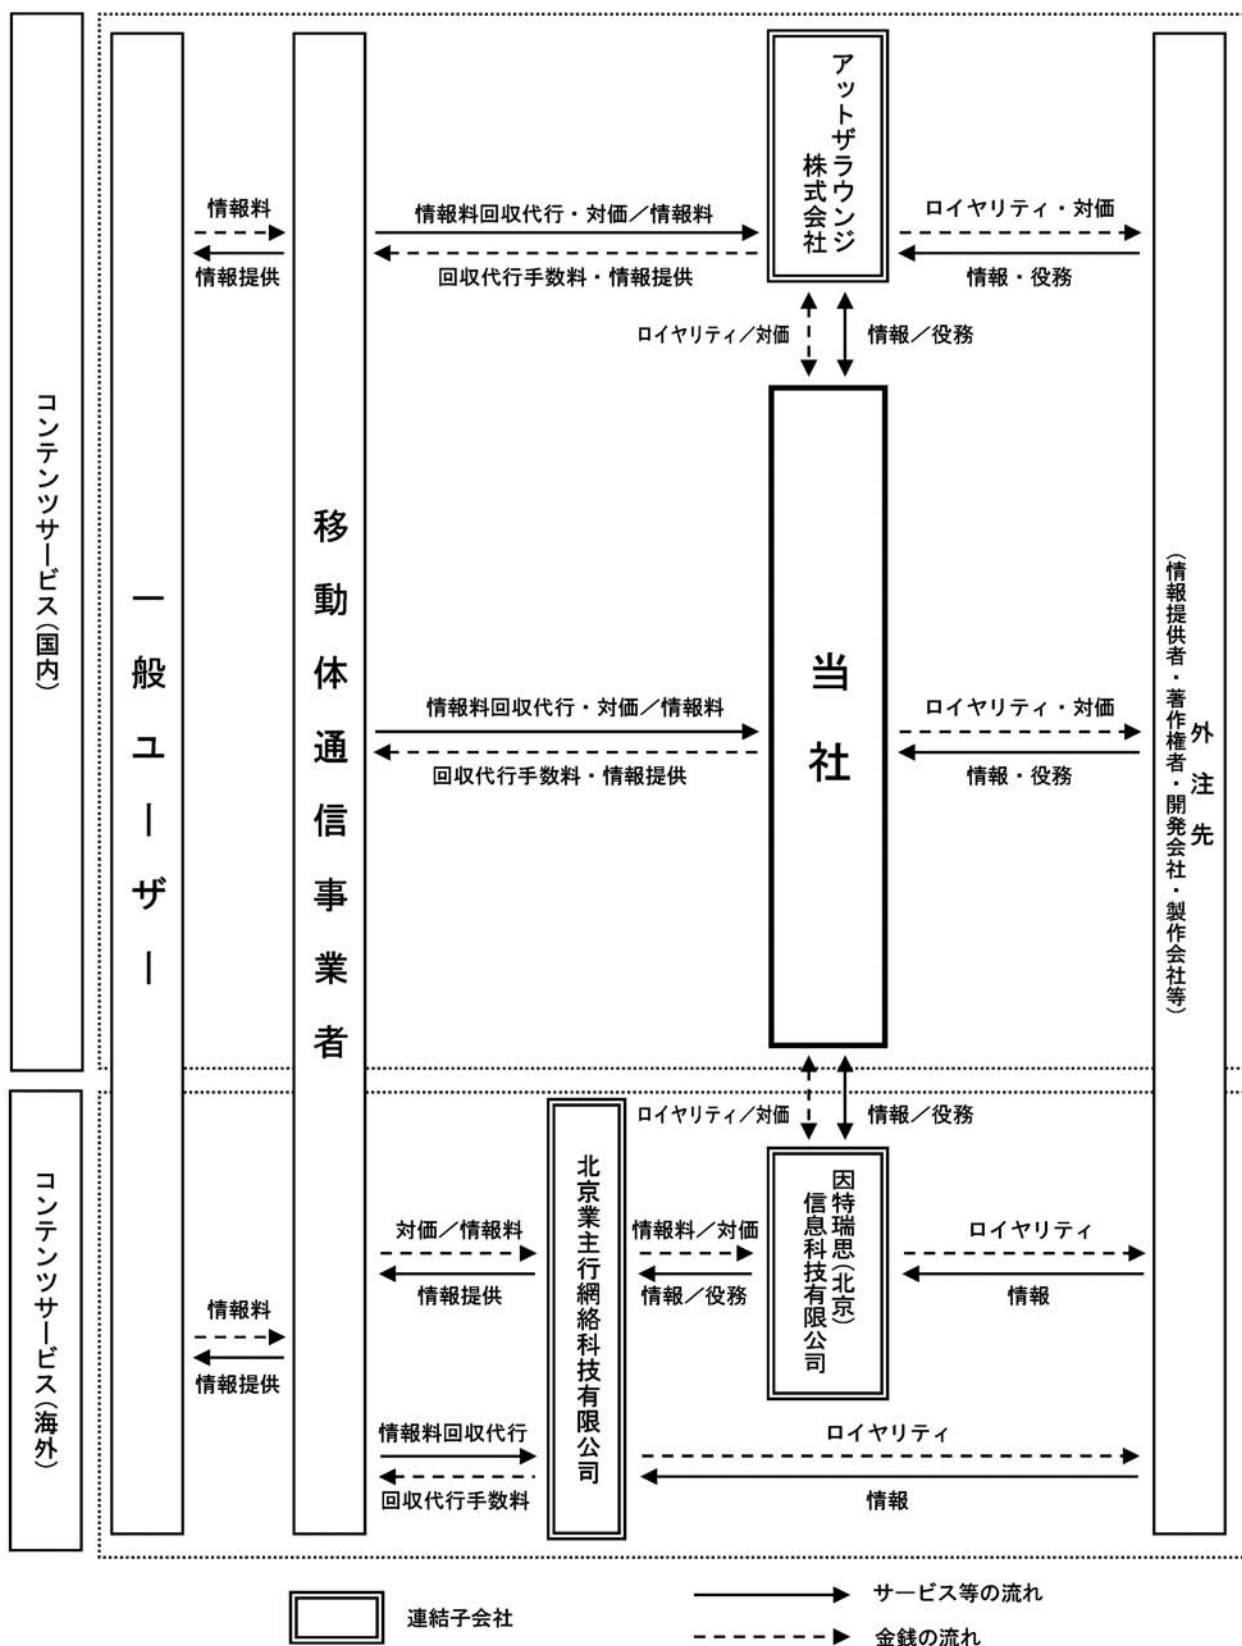 コンテンツサービス（国内）
コンテンツサービス（海外）
一般ユーザー
移動体通信事業者
アットザラウンジ
株式会社
当社
外注先
（情報提供者・著作権者・開発会社・製作会社等）
情報料
情報提供
情報料回収代行・対価／情報料
回収代行手数料・情報提供
ロイヤリティ・対価
情報・役務
ロイヤリティ／対価
情報／役務
情報料回収代行・対価／情報料
回収代行手数料・情報提供
ロイヤリティ・対価
情報・役務
ロイヤリティ／対価
情報／役務
北京業主行網絡科技有限公司
因特瑞思（北京）
信息科技有限公司
対価／情報料
情報提供
情報料／対価
情報／役務
ロイヤリティ
情報
情報料
情報提供
情報料回収代行
回収代行手数料
ロイヤリティ
情報
連結子会社
サービス等の流れ
金銭の流れ